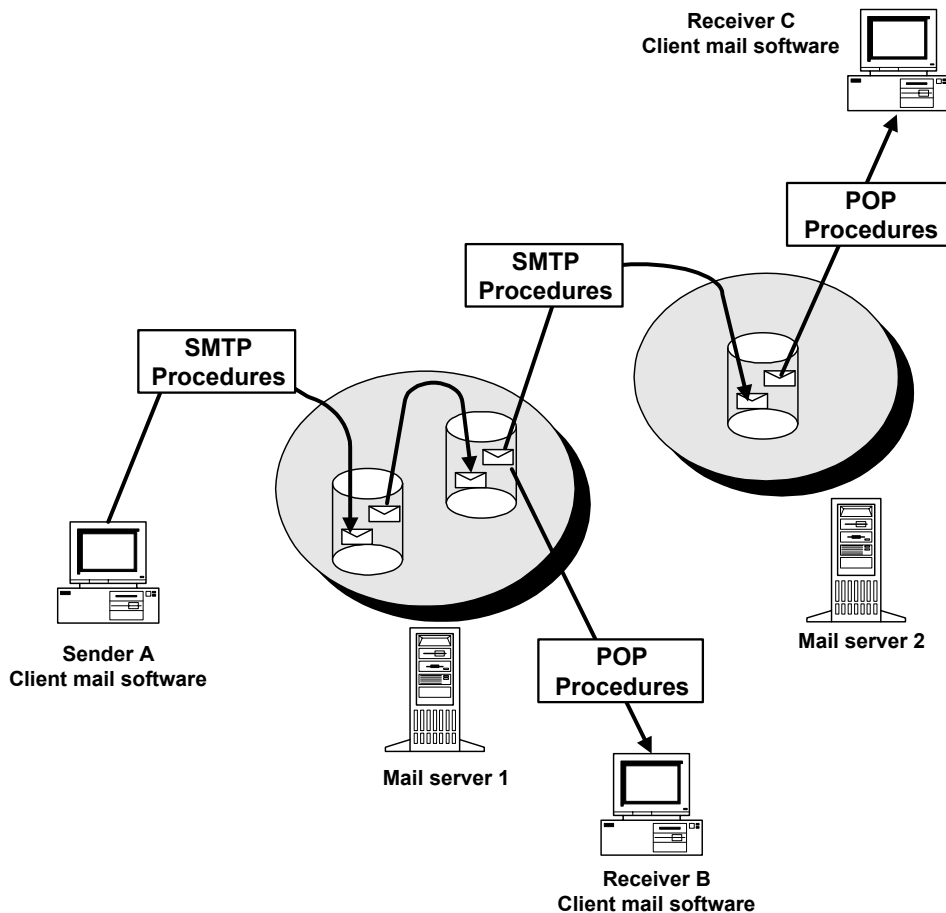 Receiver C
Client mail software
POP
Procedures
SMTP
Procedures
SMTP
Procedures
Mail server 2
Sender A
Client mail software
POP
Procedures
Mail server 1
Receiver B
Client mail software